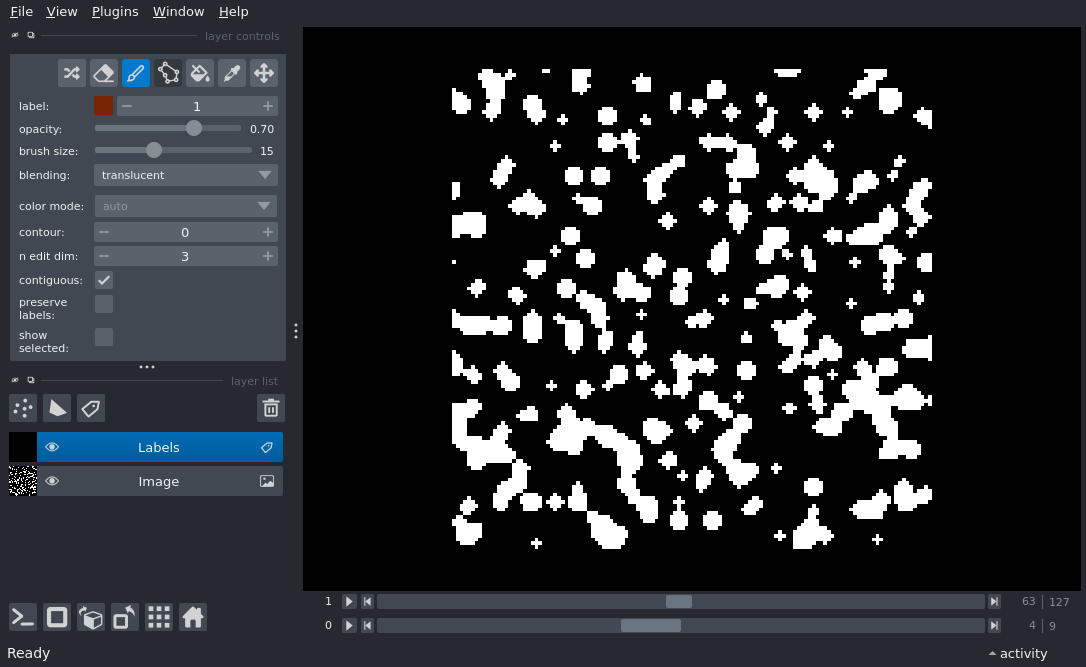 File View Plugins Window Help
layer controls
label: 1
opacity: 0.70
brush size: 15
blending: translucent
color mode: auto
contour: 0
n edit dim: 3
contiguous:
preserve
labels:
show
selected:
layer list
Labels
Image
1 63 127
0 4 9
Ready activity